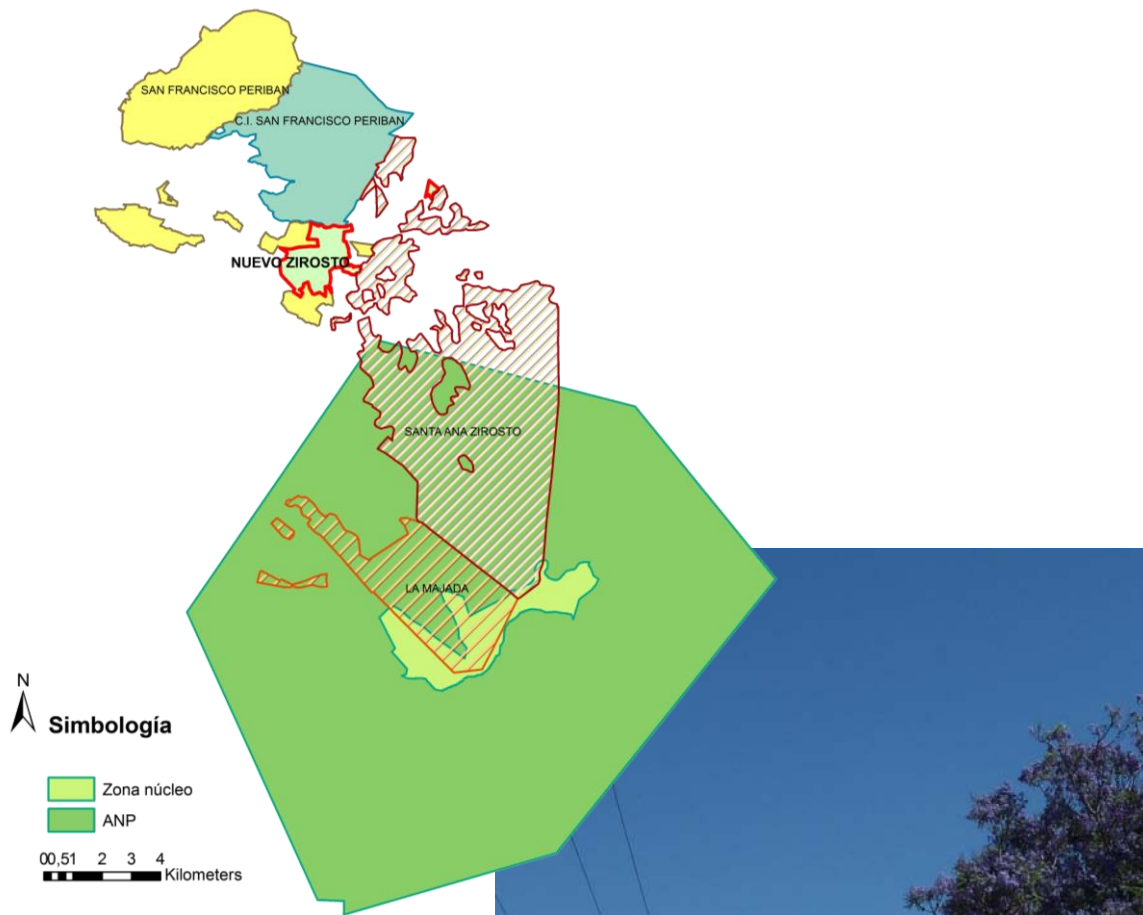 SAN FRANCISCO PERIBAN
C.I. SAN FRANCISCO PERIBAN
NUEVO ZIROSTO
SANTA ANA ZIROSTO
LA MAJADA
N
Simbología
Zona núcleo
ANP
00,51 2 3 4
Kilometers